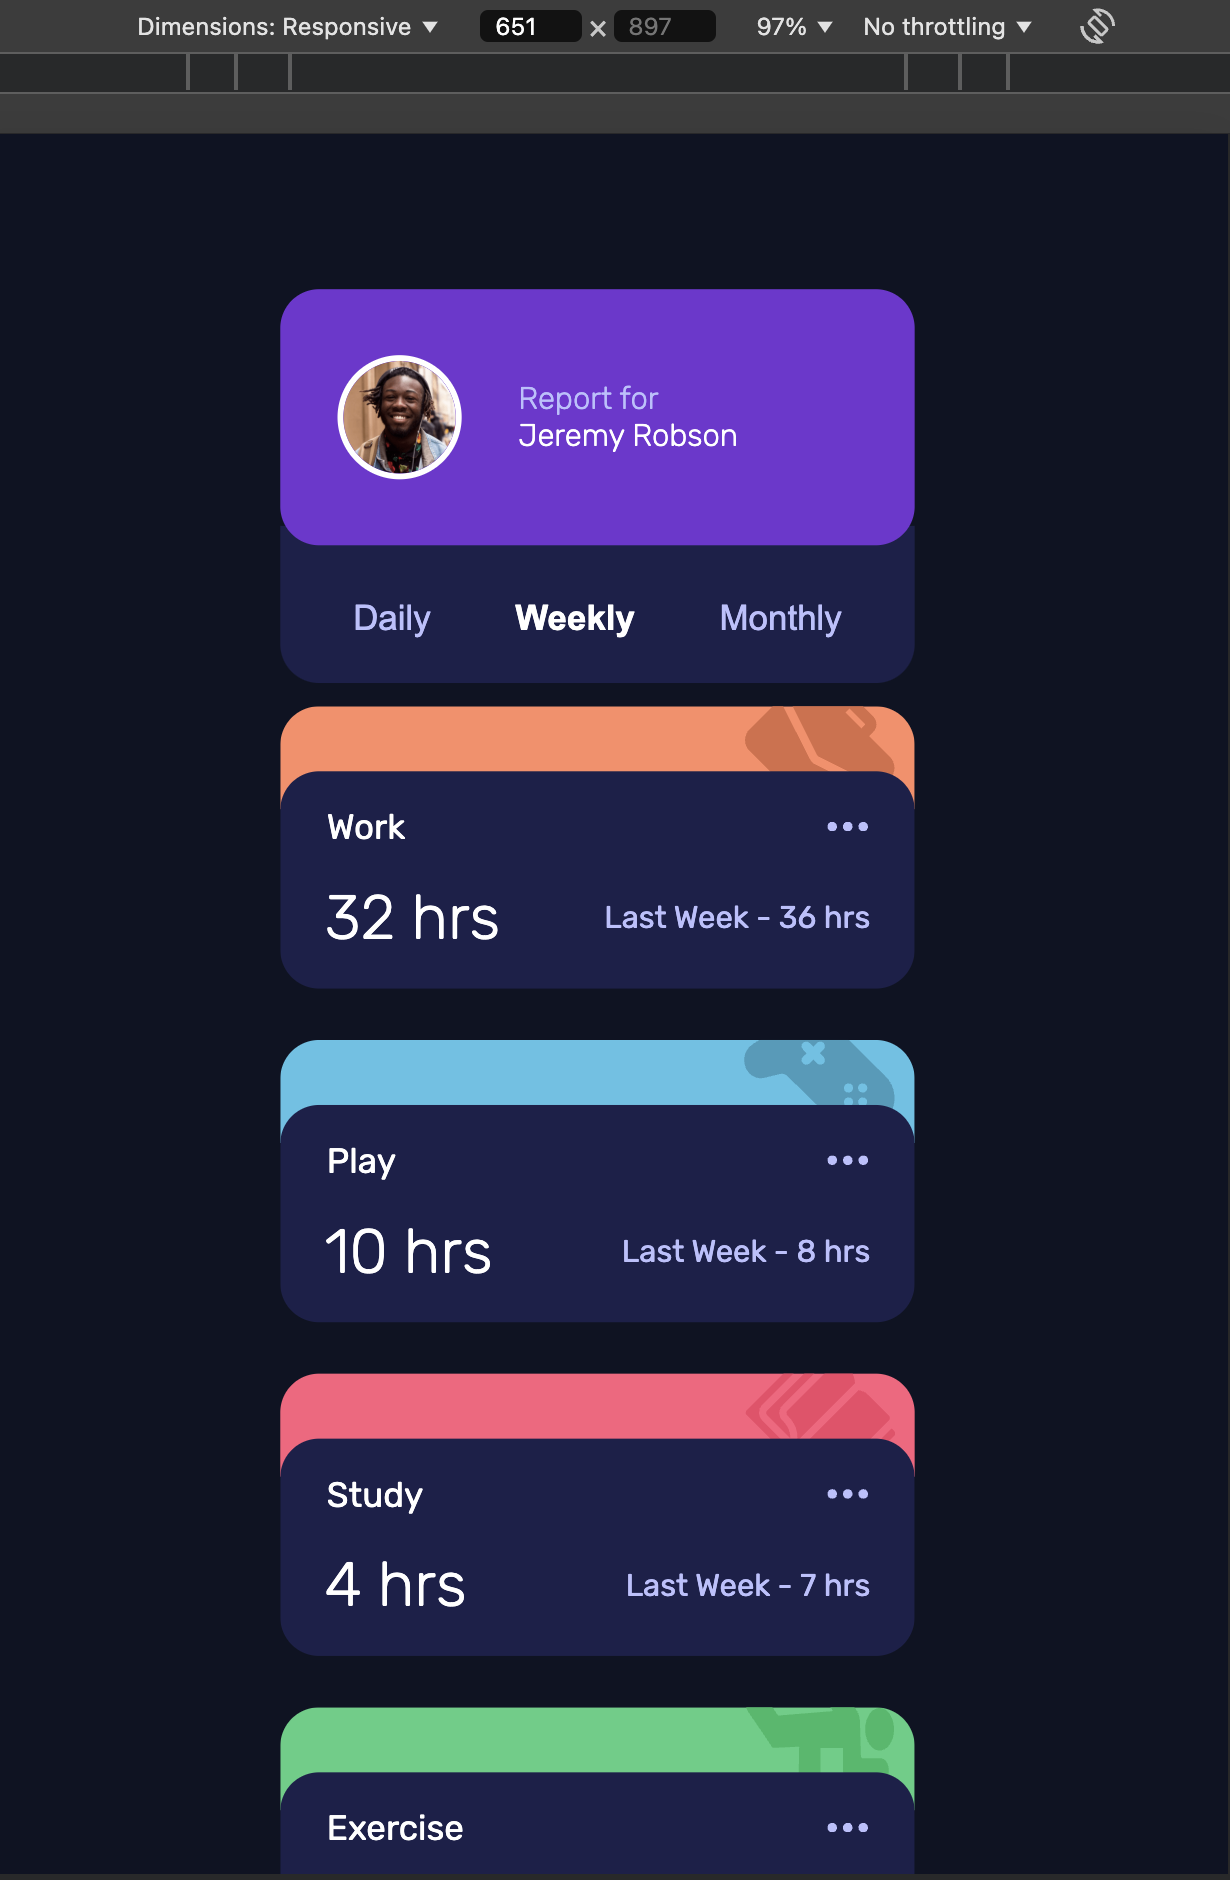 Dimensions: Responsive ▼ 651 × 897 97% ▼ No throttling ▼
Report for
Jeremy Robson
Daily Weekly Monthly
Work
32 hrs Last Week - 36 hrs
Play
10 hrs Last Week - 8 hrs
Study
4 hrs Last Week - 7 hrs
Exercise